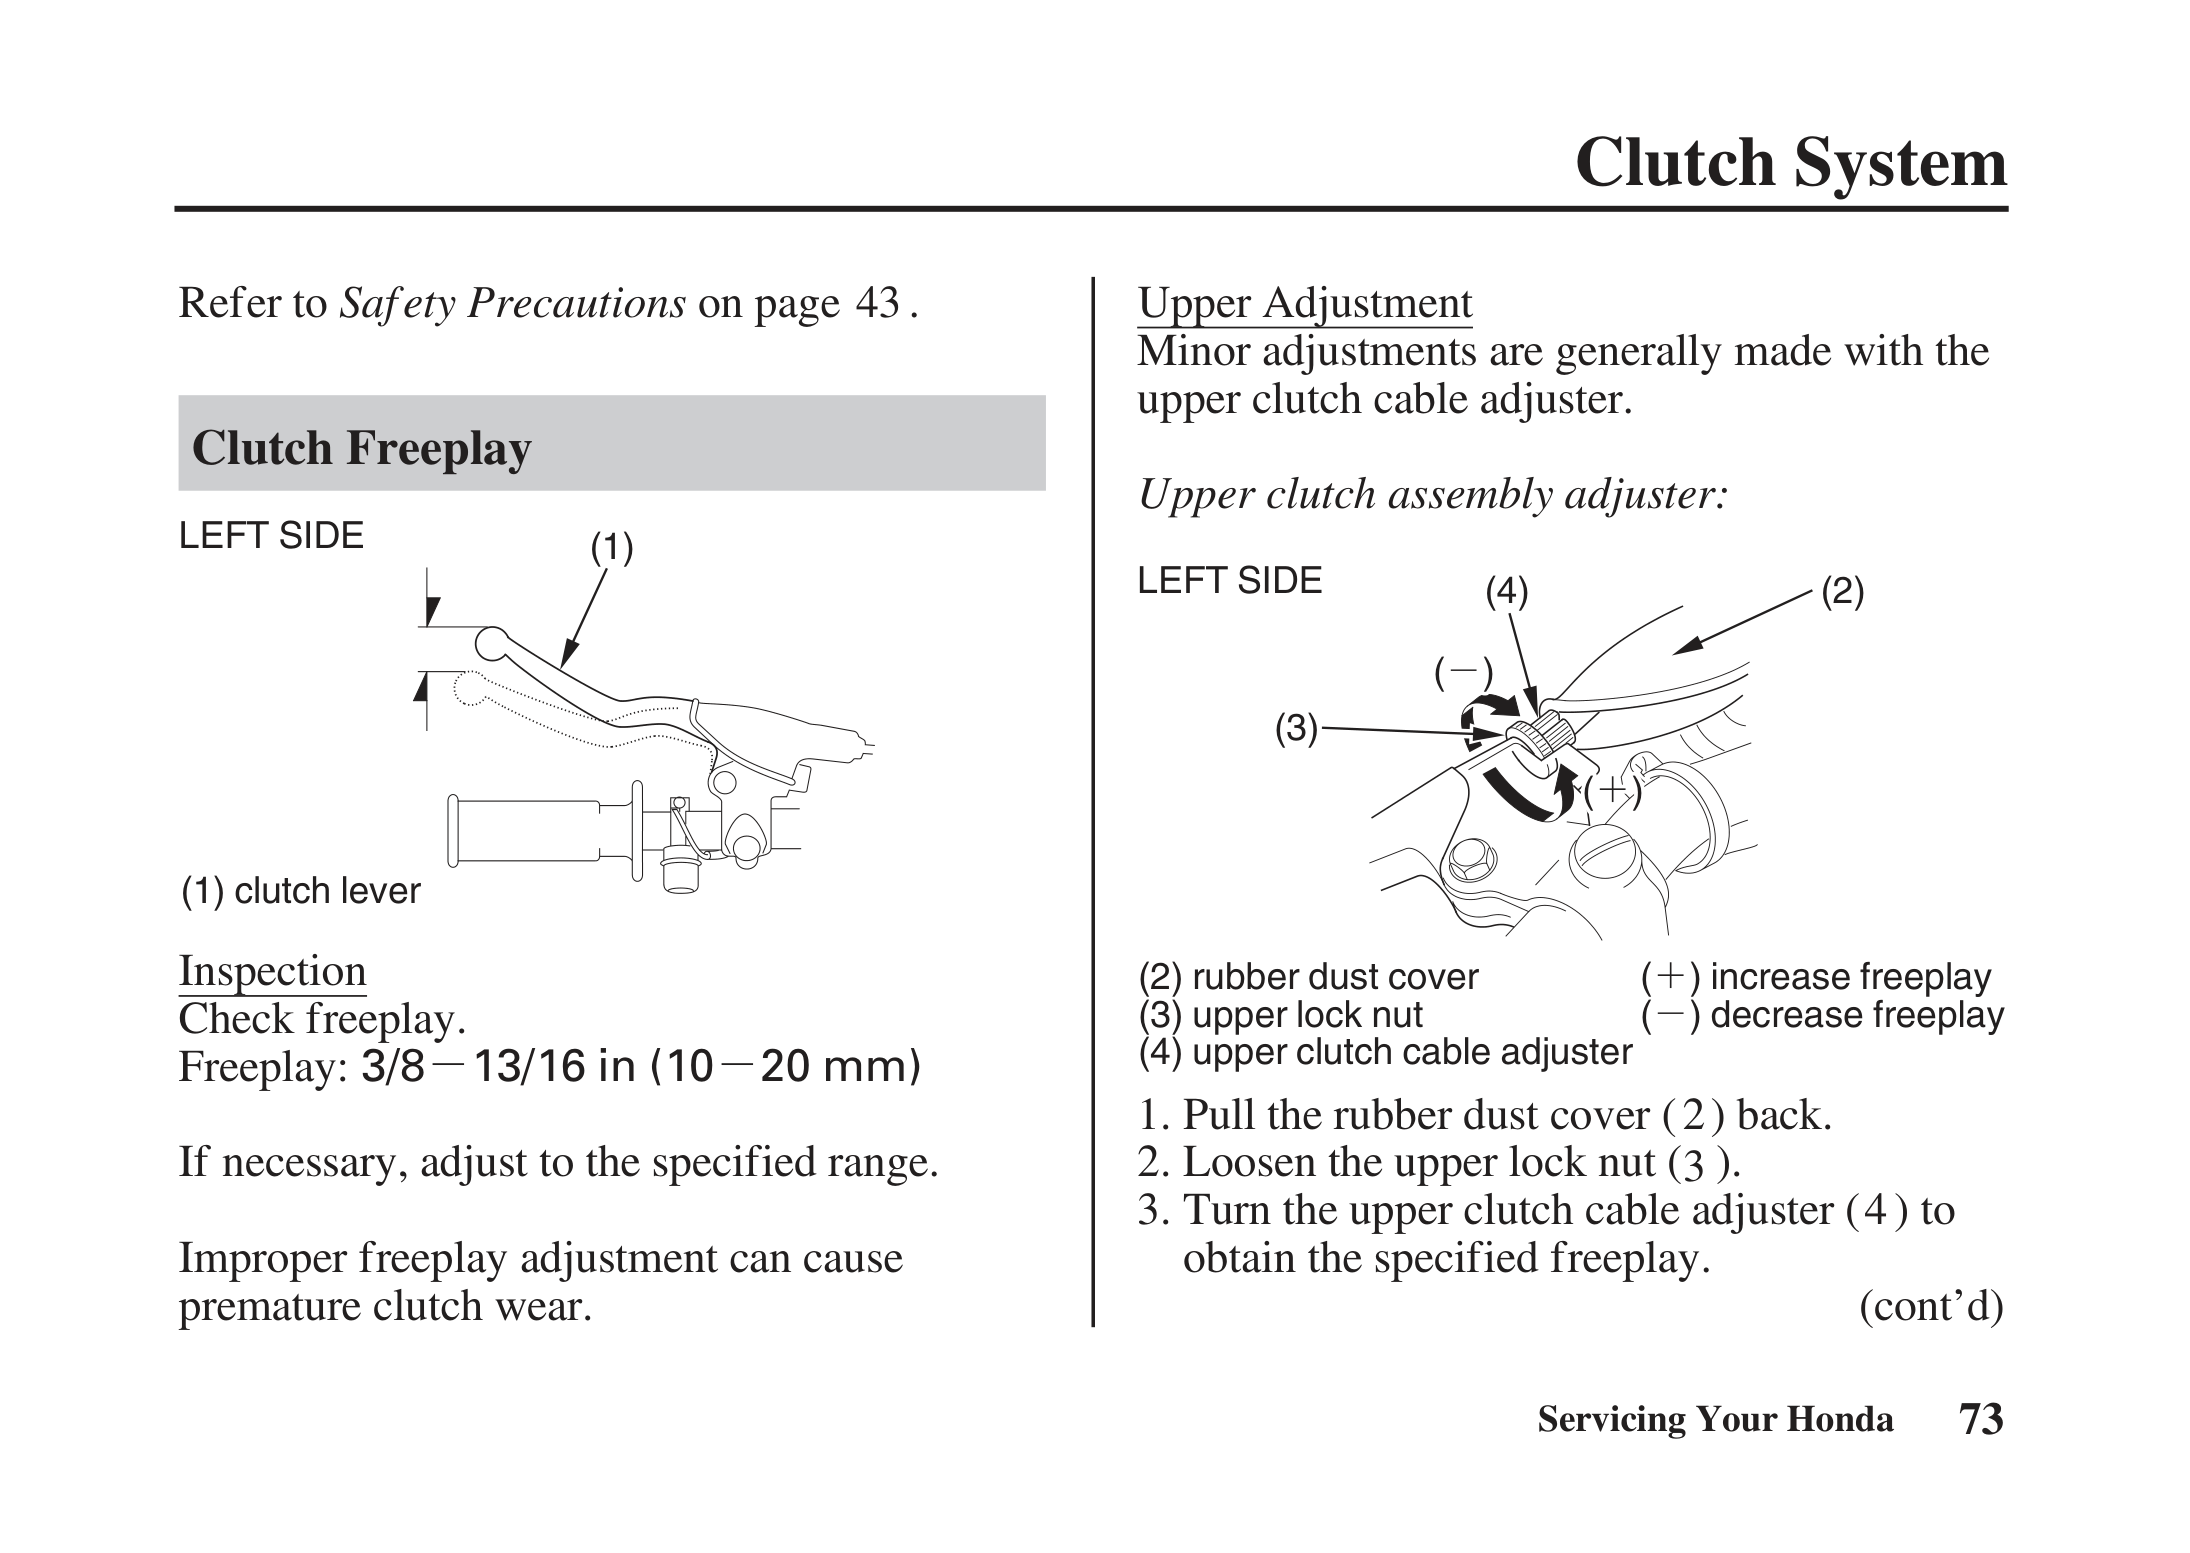 Clutch System
Refer to Safety Precautions on page 43 .
Clutch Freeplay
LEFT SIDE
(1)
(1) clutch lever
Inspection
Check freeplay.
Freeplay: 3/8－13/16 in (10－20 mm)
If necessary, adjust to the specified range.
Improper freeplay adjustment can cause
premature clutch wear.
Upper Adjustment
Minor adjustments are generally made with the
upper clutch cable adjuster.
Upper clutch assembly adjuster:
LEFT SIDE
(4)
(2)
(－)
(3)
(＋)
(2) rubber dust cover
(3) upper lock nut
(4) upper clutch cable adjuster
(＋) increase freeplay
(－) decrease freeplay
1. Pull the rubber dust cover (2) back.
2. Loosen the upper lock nut (3 ).
3. Turn the upper clutch cable adjuster (4) to
obtain the specified freeplay.
(cont’d)
Servicing Your Honda 73